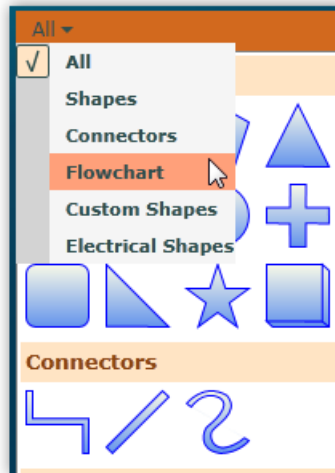 All
√ All
Shapes
Connectors
Flowchart
Custom Shapes
Electrical Shapes
Connectors